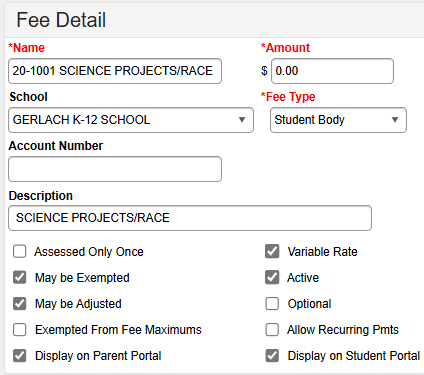 Fee Detail
*Name *Amount
20-1001 SCIENCE PROJECTS/RACE $ 0.00
School *Fee Type
GERLACH K-12 SCHOOL Student Body
Account Number
Description
SCIENCE PROJECTS/RACE
Assessed Only Once Variable Rate
May be Exempted Active
May be Adjusted Optional
Exempted From Fee Maximums Allow Recurring Pmts
Display on Parent Portal Display on Student Portal